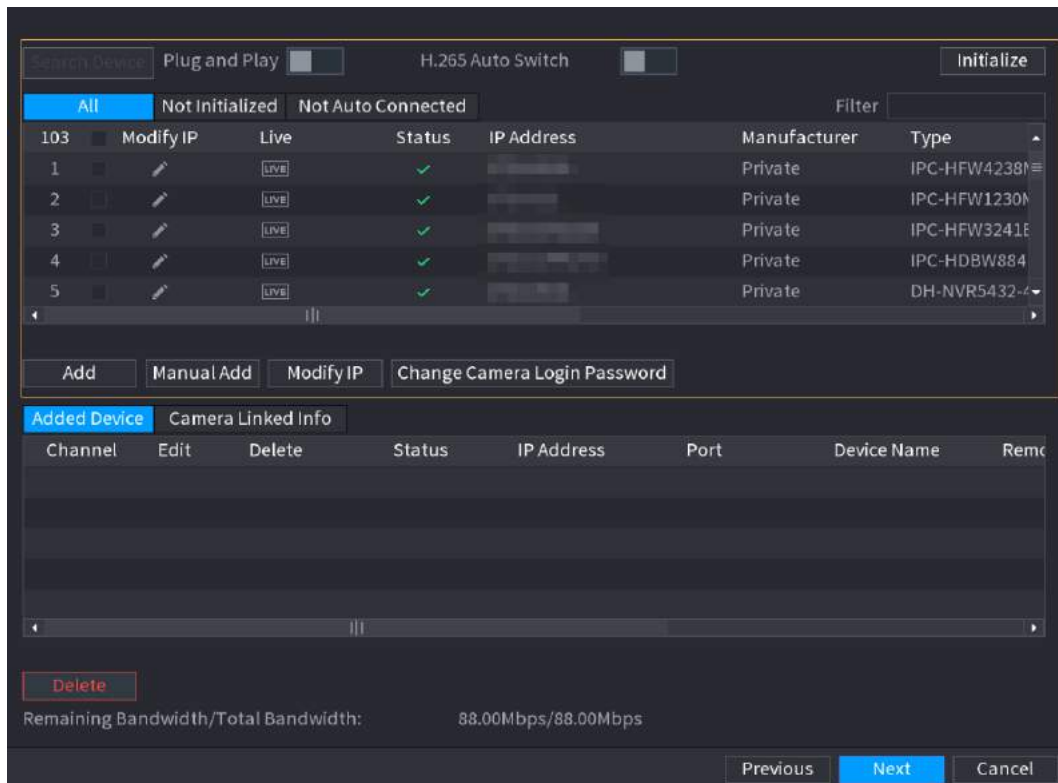 Search Device Plug and Play H.265 Auto Switch Initialize
All Not Initialized Not Auto Connected Filter
103 Modify IP Live Status IP Address Manufacturer Type
1 LIVE Private IPC-HFW4238
2 LIVE Private IPC-HFW1230
3 LIVE Private IPC-HFW3241
4 LIVE Private IPC-HDBW884
5 LIVE Private DH-NVR5432-
Add Manual Add Modify IP Change Camera Login Password
Added Device Camera Linked Info
Channel Edit Delete Status IP Address Port Device Name Remo
Delete
Remaining Bandwidth/Total Bandwidth: 88.00Mbps/88.00Mbps
Previous Next Cancel